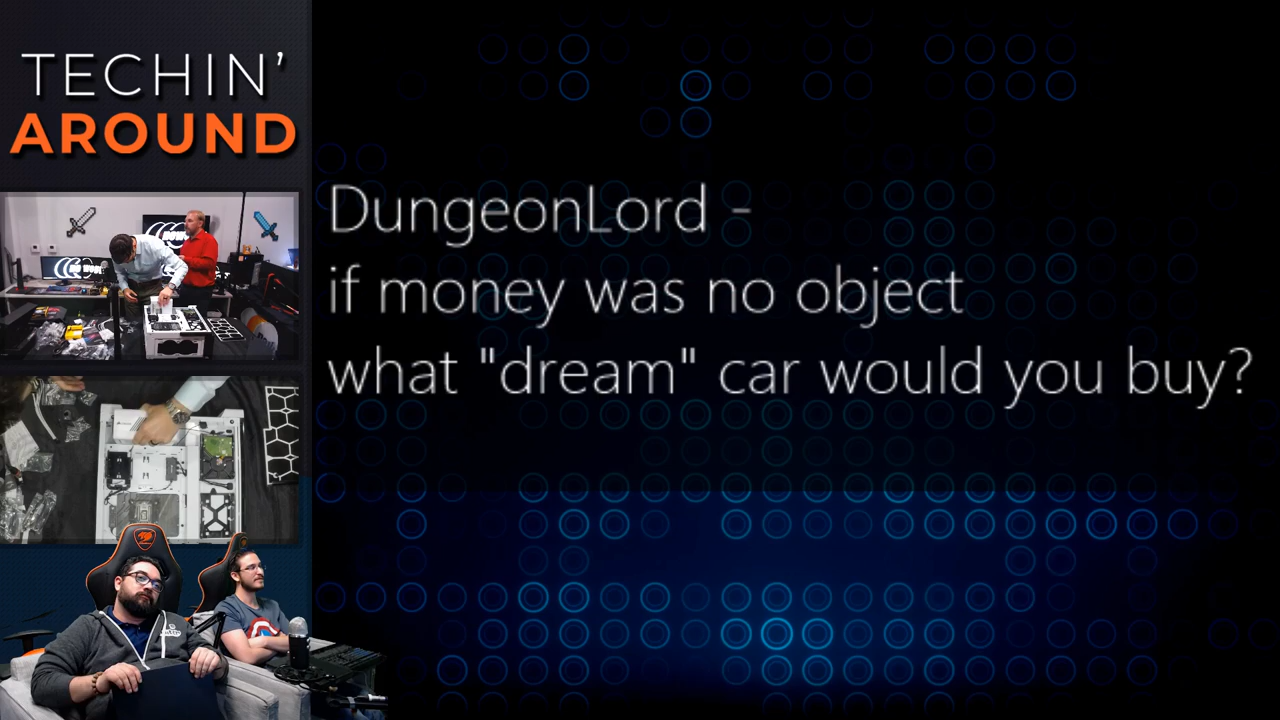 TECHIN'
AROUND
DungeonLord -
if money was no object
what "dream" car would you buy?